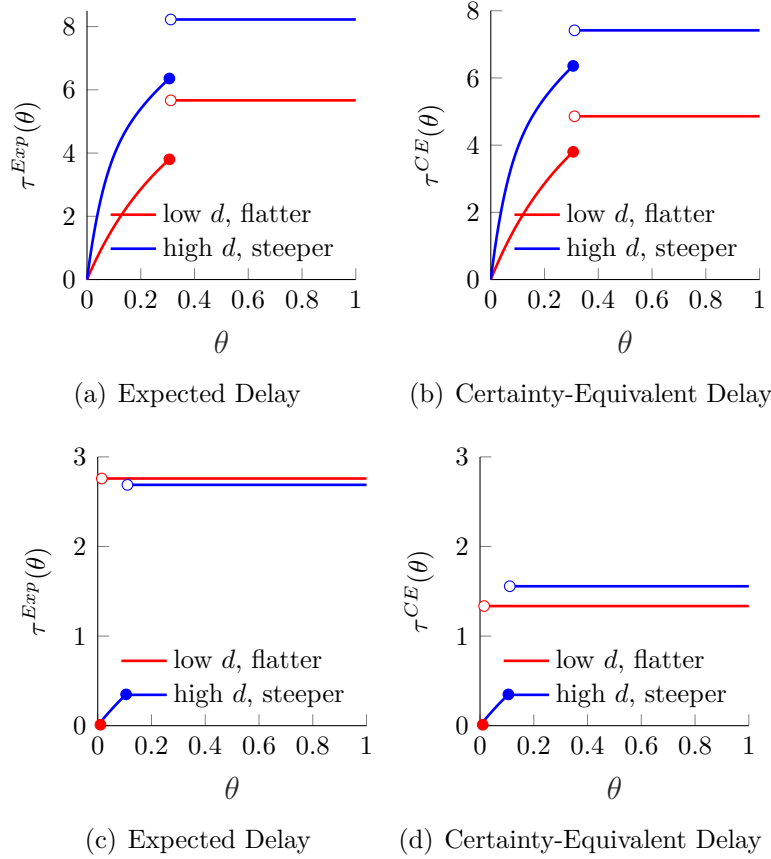 8
6
4
2
0
τ^{Exp}(θ)
low d, flatter
high d, steeper
0 0.2 0.4 0.6 0.8 1
θ
(a) Expected Delay
8
6
4
2
0
τ^{CE}(θ)
low d, flatter
high d, steeper
0 0.2 0.4 0.6 0.8 1
θ
(b) Certainty-Equivalent Delay
3
2
1
0
τ^{Exp}(θ)
low d, flatter
high d, steeper
0 0.2 0.4 0.6 0.8 1
θ
(c) Expected Delay
3
2
1
0
τ^{CE}(θ)
low d, flatter
high d, steeper
0 0.2 0.4 0.6 0.8 1
θ
(d) Certainty-Equivalent Delay